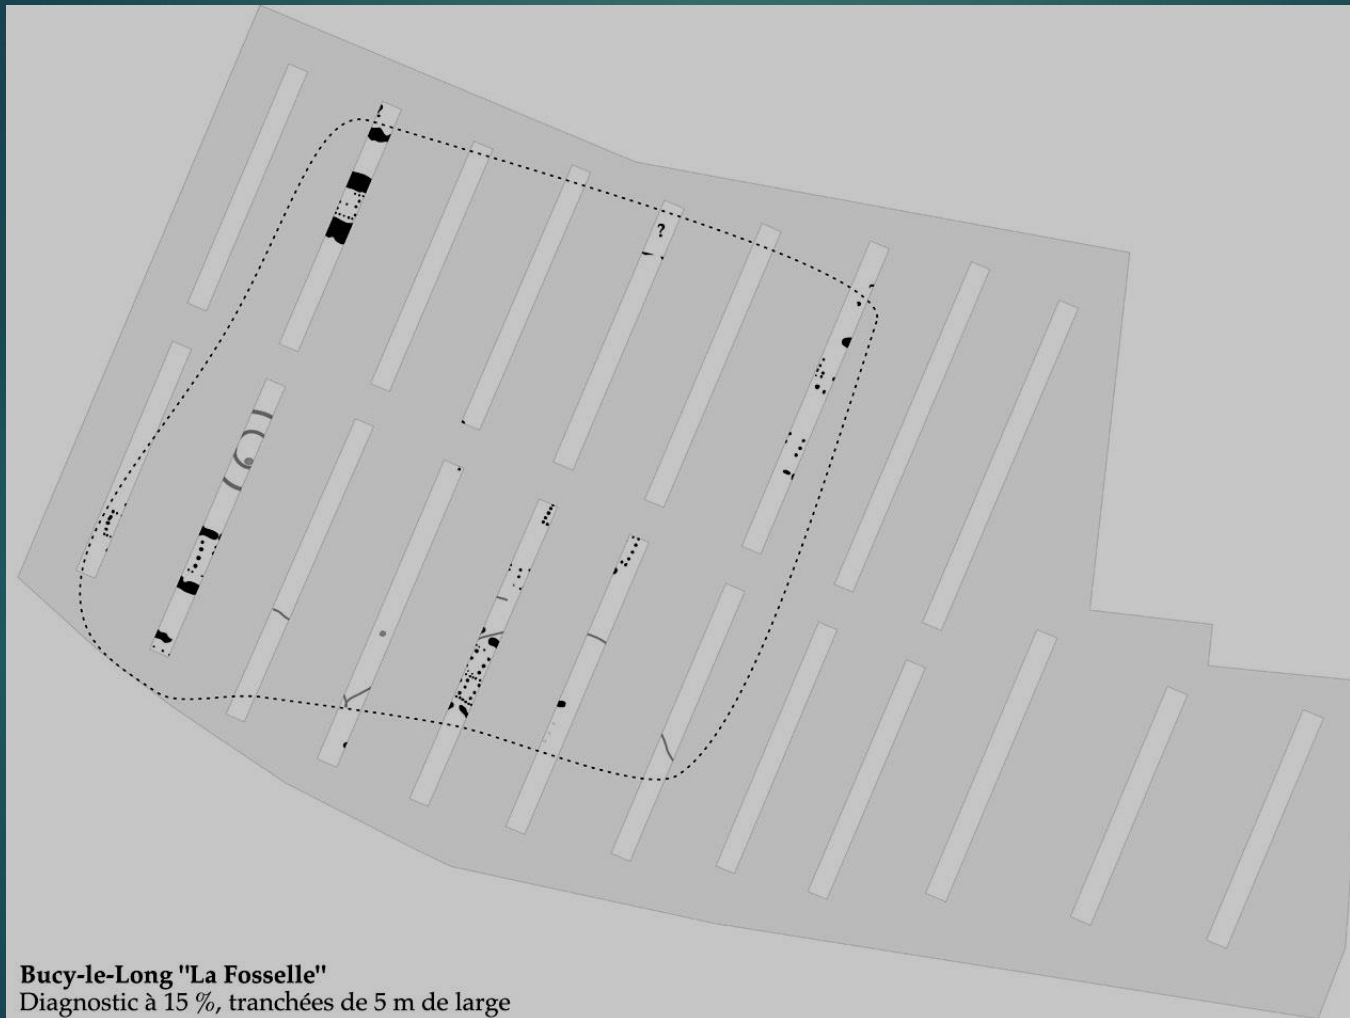 ?
Bucy-le-Long "La Fosselle"
Diagnostic à 15 %, tranchées de 5 m de large